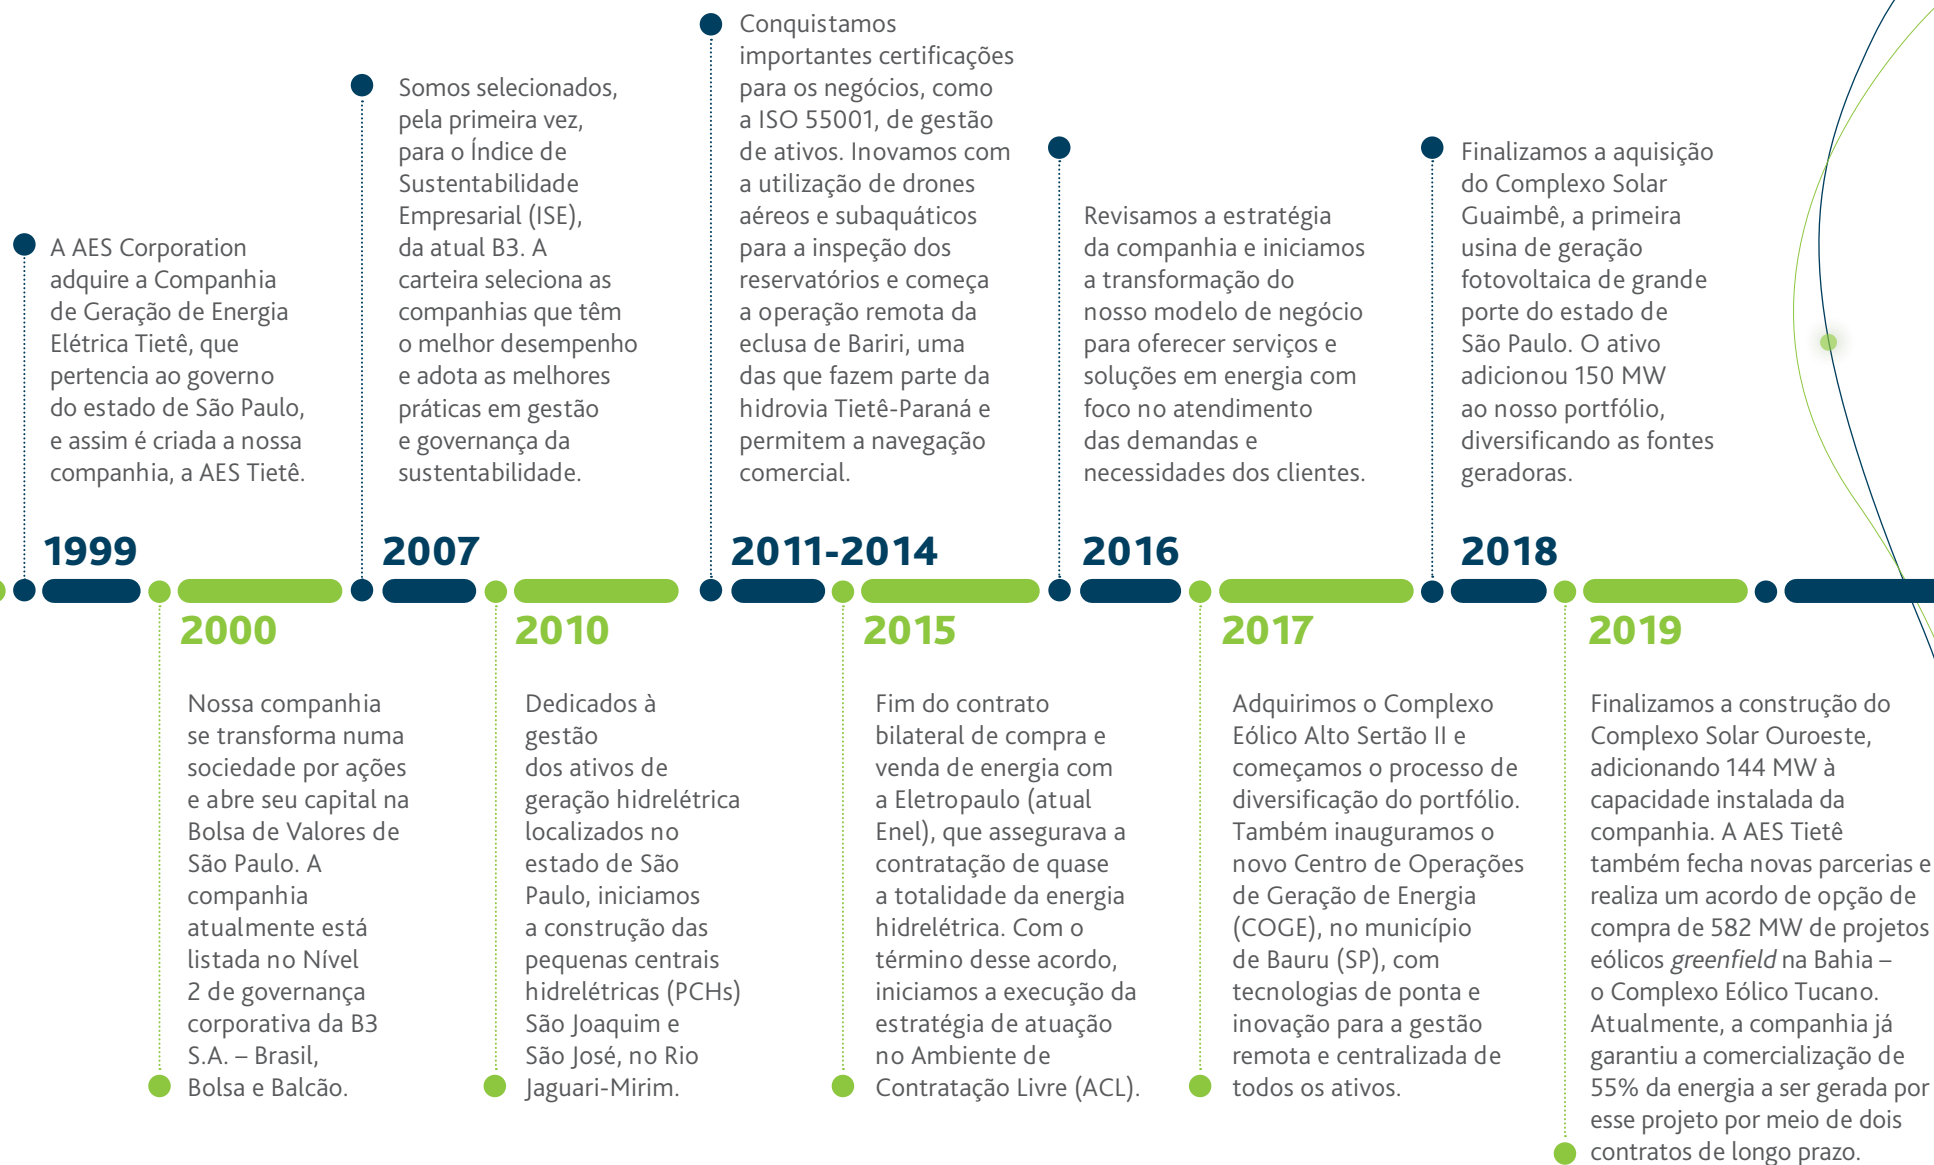 A AES Corporation
adquire a Companhia
de Geração de Energia
Elétrica Tietê, que
pertencia ao governo
do estado de São Paulo,
e assim é criada a nossa
companhia, a AES Tietê.
1999
2000
Nossa companhia
se transforma numa
sociedade por ações
e abre seu capital na
Bolsa de Valores de
São Paulo. A
companhia
atualmente está
listada no Nível
2 de governança
corporativa da B3
S.A. – Brasil,
Bolsa e Balcão.
Somos selecionados,
pela primeira vez,
para o Índice de
Sustentabilidade
Empresarial (ISE),
da atual B3. A
carteira seleciona as
companhias que têm
o melhor desempenho
e adota as melhores
práticas em gestão
e governança da
sustentabilidade.
2007
2010
Dedicados à
gestão
dos ativos de
geração hidrelétrica
localizados no
estado de São
Paulo, iniciamos
a construção das
pequenas centrais
hidrelétricas (PCHs)
São Joaquim e
São José, no Rio
Jaguari-Mirim.
Conquistamos
importantes certificações
para os negócios, como
a ISO 55001, de gestão
de ativos. Inovamos com
a utilização de drones
aéreos e subaquáticos
para a inspeção dos
reservatórios e começa
a operação remota da
eclusa de Bariri, uma
das que fazem parte da
hidrovia Tietê-Paraná e
permitem a navegação
comercial.
2011-2014
2015
Fim do contrato
bilateral de compra e
venda de energia com
a Eletropaulo (atual
Enel), que assegurava a
contratação de quase
a totalidade da energia
hidrelétrica. Com o
término desse acordo,
iniciamos a execução da
estratégia de atuação
no Ambiente de
Contratação Livre (ACL).
Revisamos a estratégia
da companhia e iniciamos
a transformação do
nosso modelo de negócio
para oferecer serviços e
soluções em energia com
foco no atendimento
das demandas e
necessidades dos clientes.
2016
2017
Adquirimos o Complexo
Eólico Alto Sertão II e
começamos o processo de
diversificação do portfólio.
Também inauguramos o
novo Centro de Operações
de Geração de Energia
(COGE), no município
de Bauru (SP), com
tecnologias de ponta e
inovação para a gestão
remota e centralizada de
todos os ativos.
Finalizamos a aquisição
do Complexo Solar
Guaimbê, a primeira
usina de geração
fotovoltaica de grande
porte do estado de
São Paulo. O ativo
adicionou 150 MW
ao nosso portfólio,
diversificando as fontes
geradoras.
2018
2019
Finalizamos a construção do
Complexo Solar Ouroeste,
adicionando 144 MW à
capacidade instalada da
companhia. A AES Tietê
também fecha novas parcerias e
realiza um acordo de opção de
compra de 582 MW de projetos
eólicos greenfield na Bahia –
o Complexo Eólico Tucano.
Atualmente, a companhia já
garantiu a comercialização de
55% da energia a ser gerada por
esse projeto por meio de dois
contratos de longo prazo.